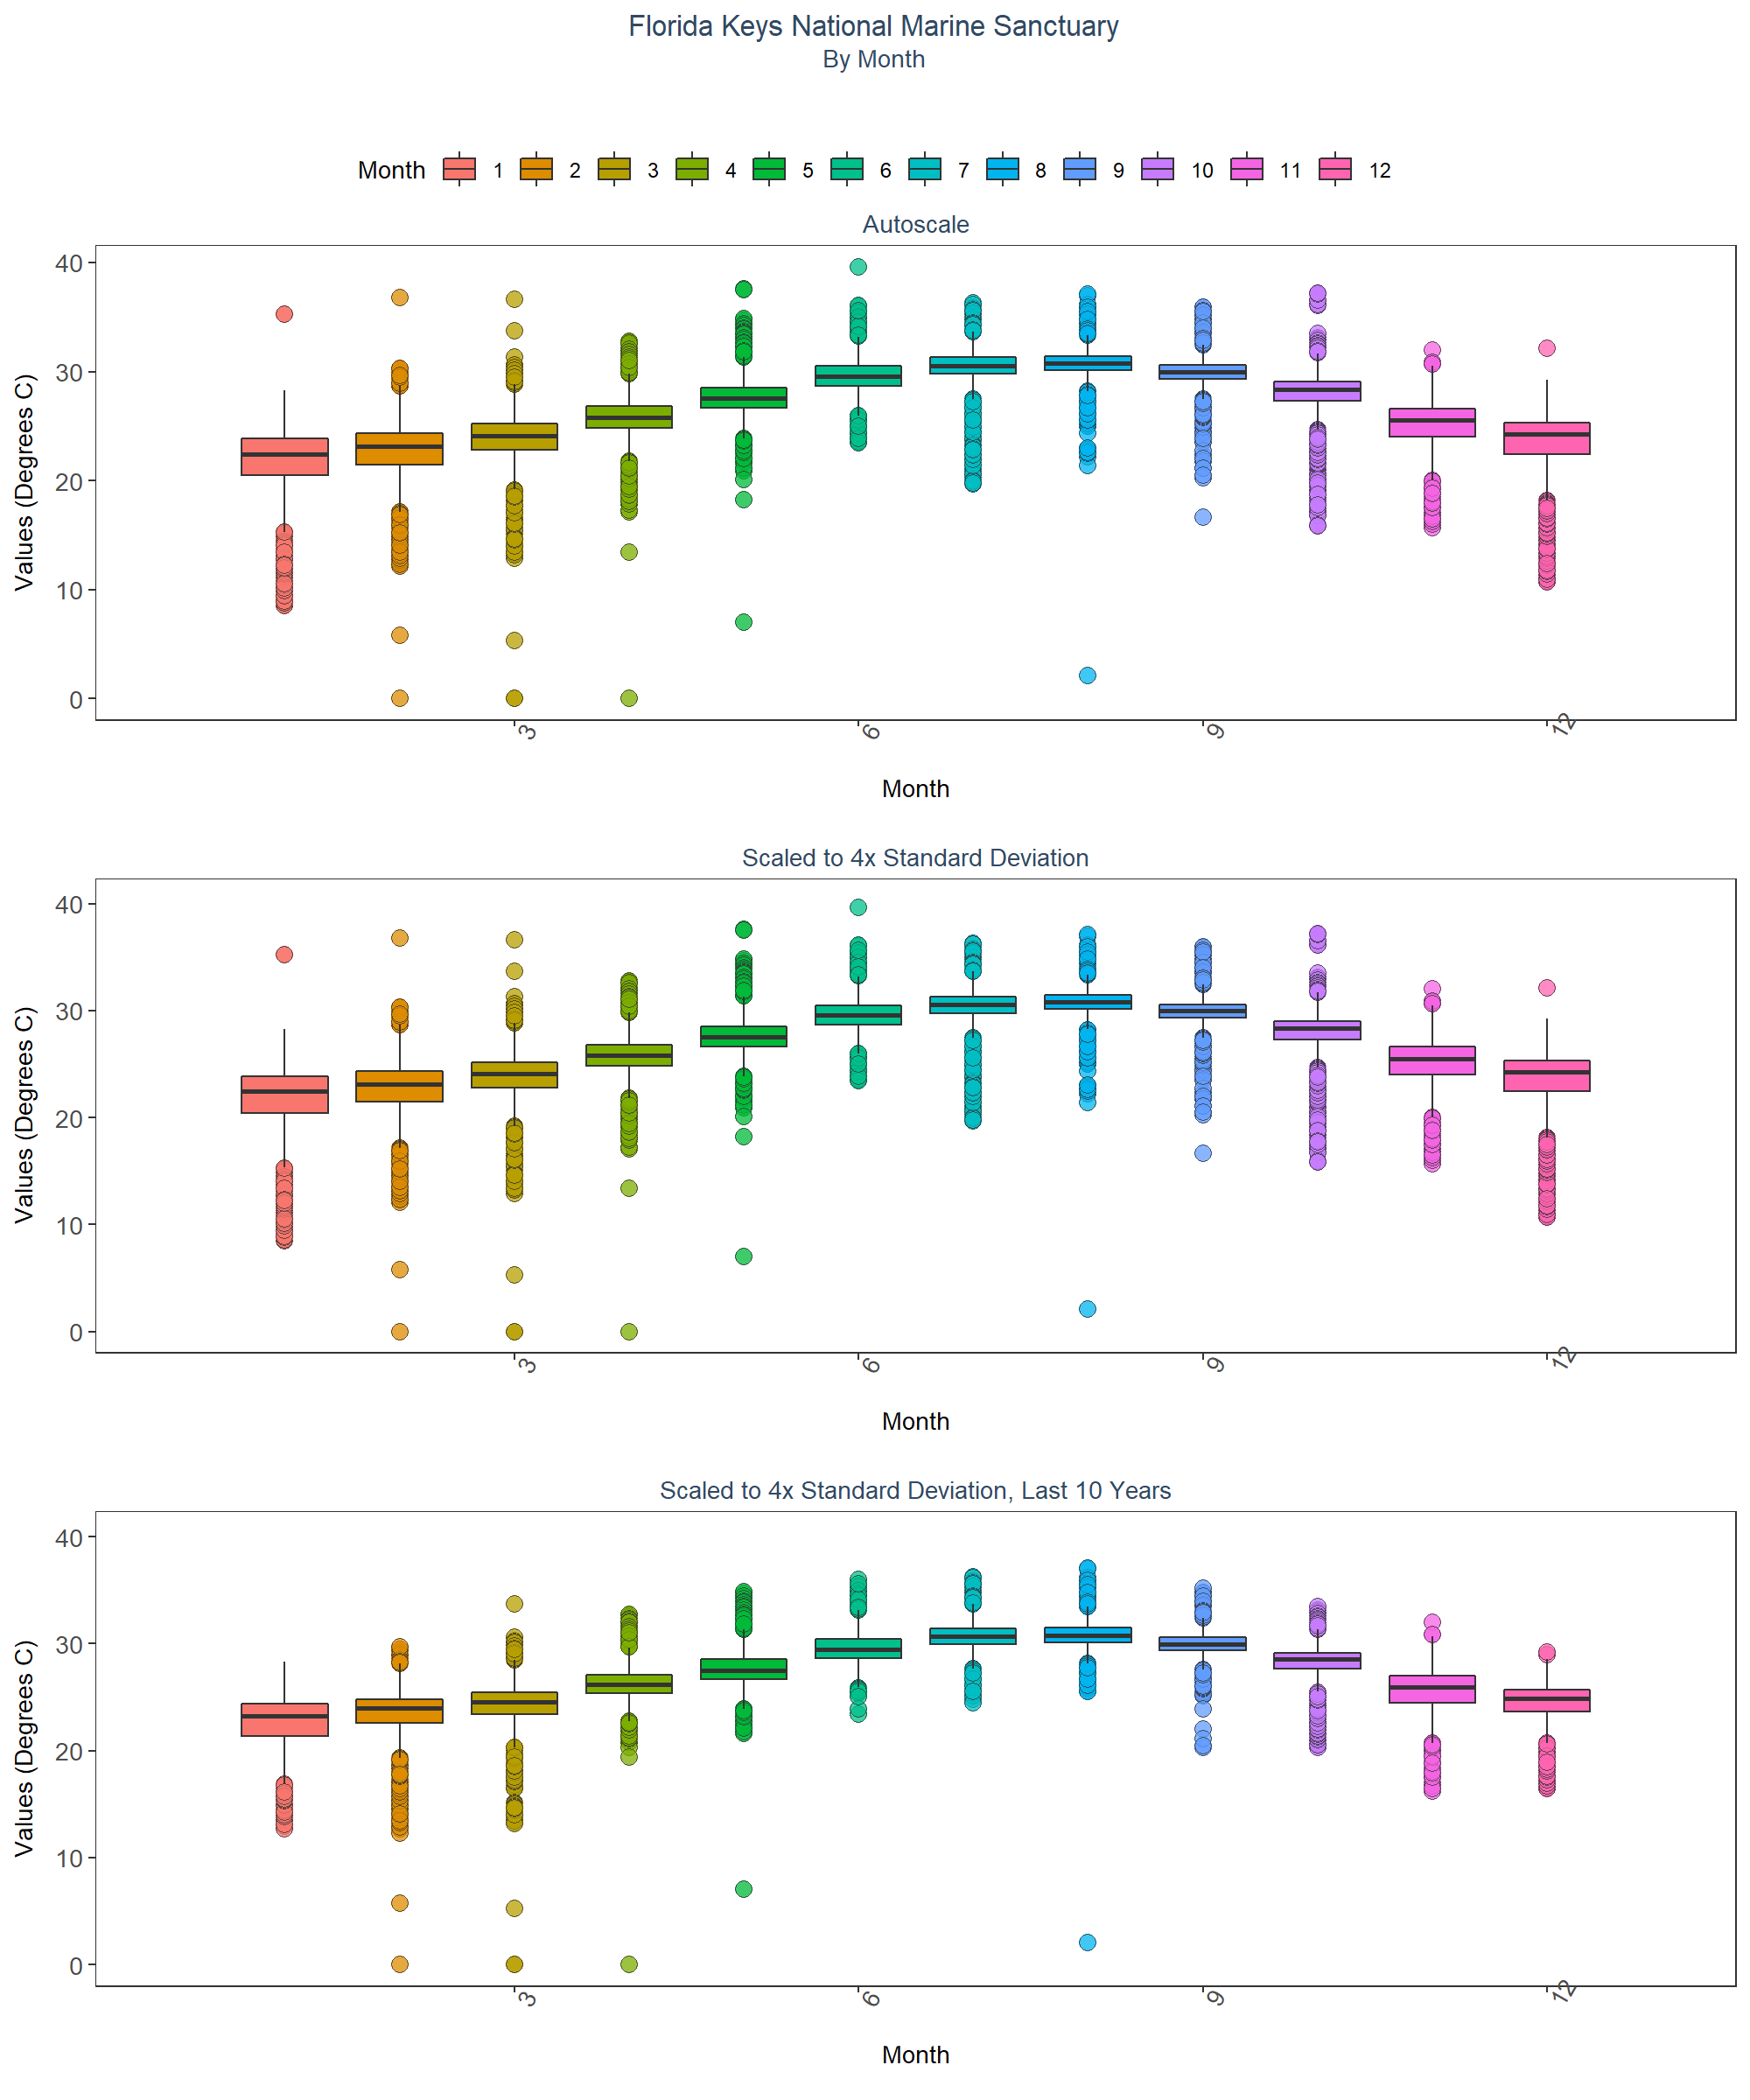 Florida Keys National Marine Sanctuary
By Month
Month 1 2 3 4 5 6 7 8 9 10 11 12
Autoscale
Values (Degrees C)
40
30
20
10
0
3 6 9 12
Month
Scaled to 4x Standard Deviation
Values (Degrees C)
40
30
20
10
0
3 6 9 12
Month
Scaled to 4x Standard Deviation, Last 10 Years
Values (Degrees C)
40
30
20
10
0
3 6 9 12
Month